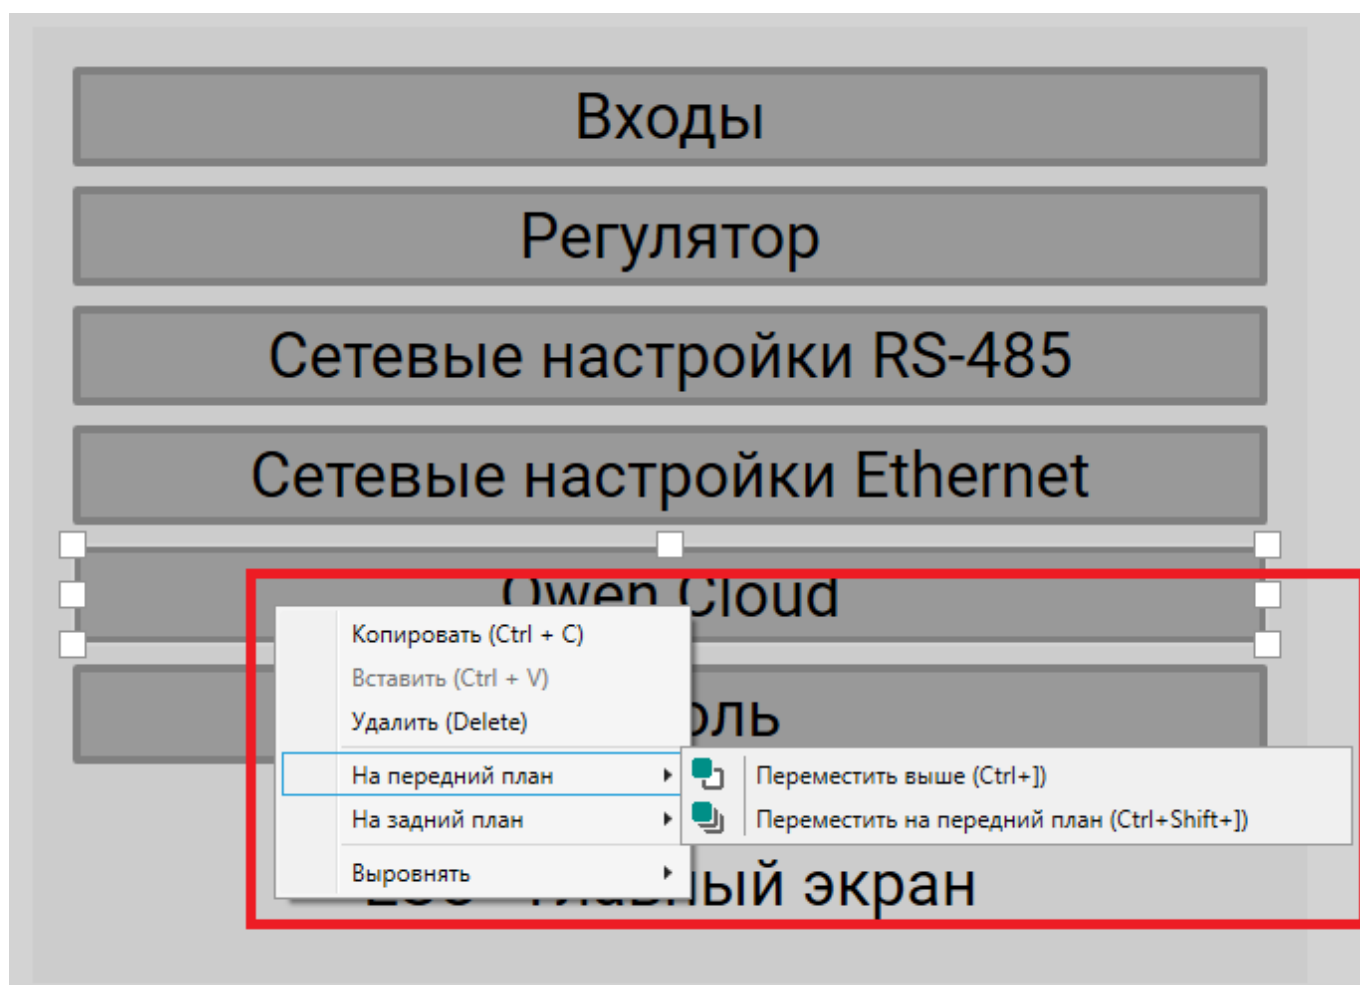 Входы
Регулятор
Сетевые настройки RS-485
Сетевые настройки Ethernet
Owen Cloud
Копировать (Ctrl + C)
Вставить (Ctrl + V)
Удалить (Delete)
На передний план
Переместить выше (Ctrl+])
На задний план
Переместить на передний план (Ctrl+Shift+])
Выровнять
экран